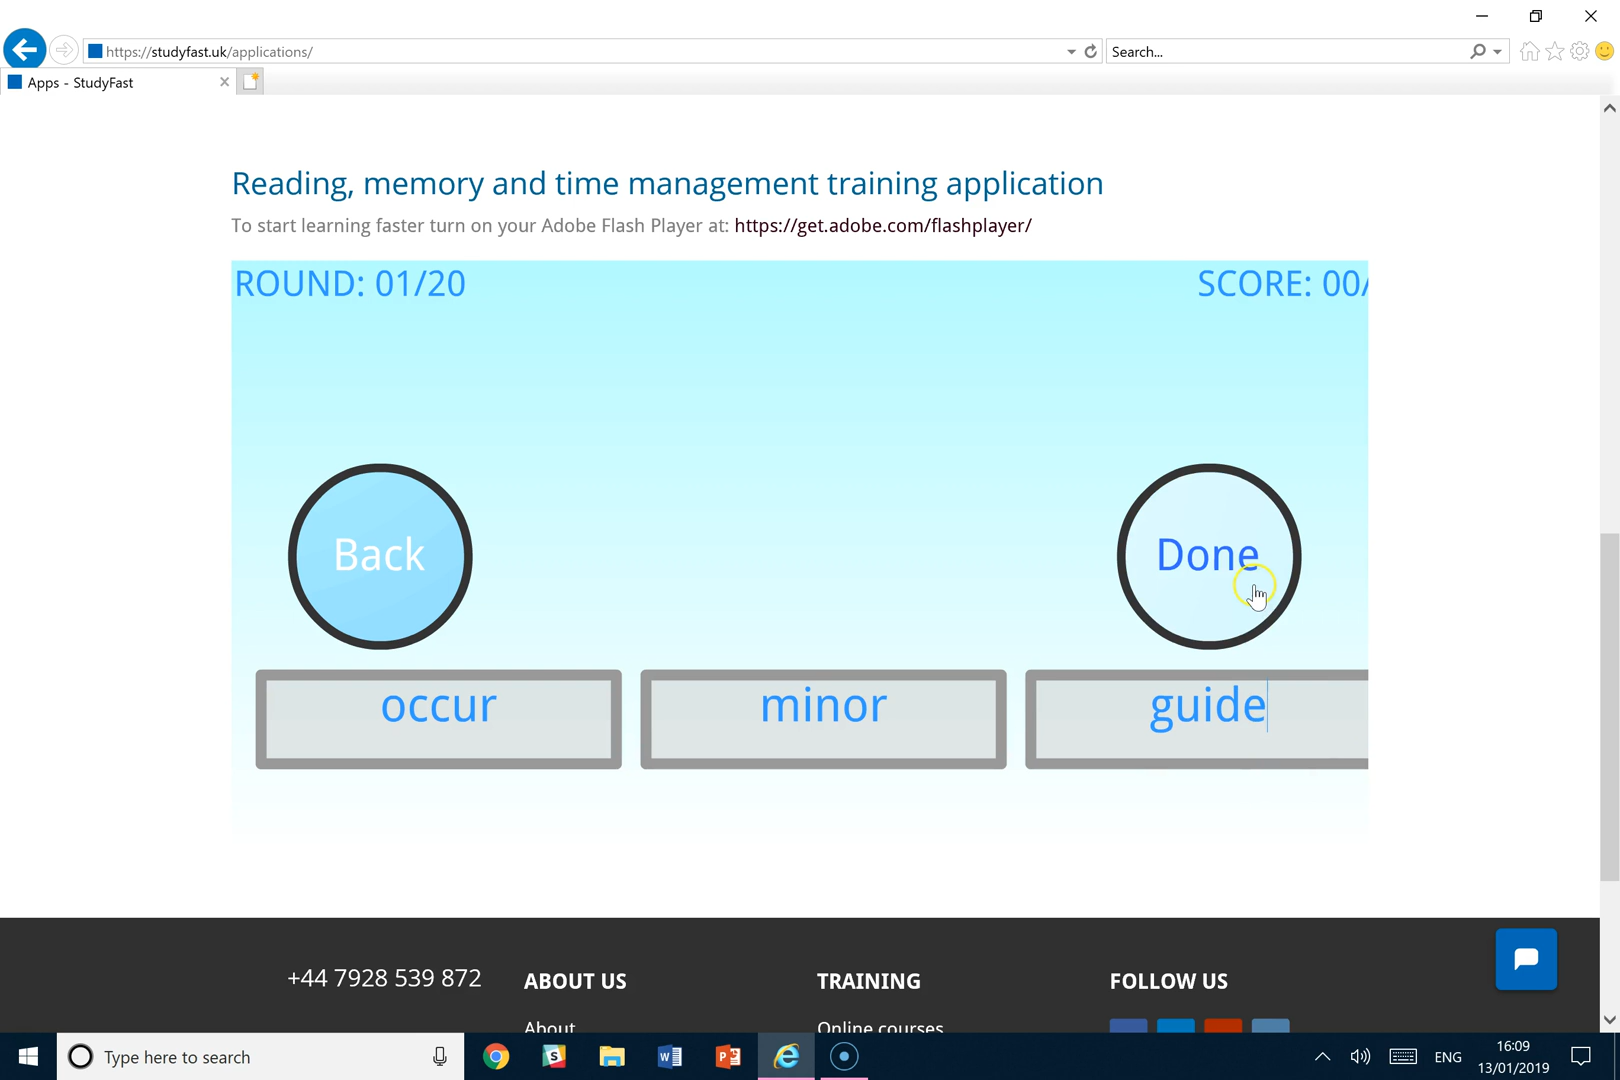 https://studyfast.uk/applications/
Search...
Apps - StudyFast
Reading, memory and time management training application
To start learning faster turn on your Adobe Flash Player at: https://get.adobe.com/flashplayer/
ROUND: 01/20
SCORE: 00/
Back
Done
occur
minor
guide
+44 7928 539 872
ABOUT US
TRAINING
FOLLOW US
About
Online courses
Type here to search
ENG
16:09
13/01/2019